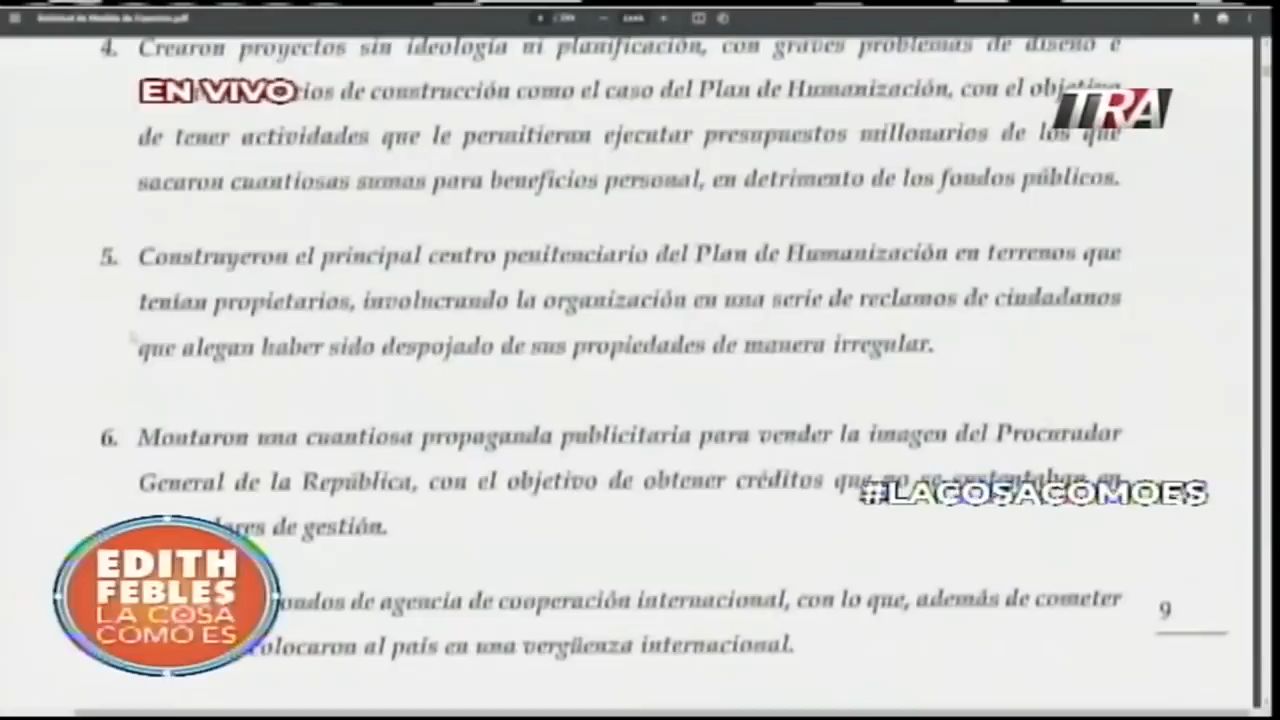 4. Crearon proyectos sin ideología ni planificación, con graves problemas de diseño e
EN VIVO
rios de construcción como el caso del Plan de Humanización, con el objetivo
TRA
de tener actividades que le permitieran ejecutar presupuestos millonarios de los que
sacaron cuantiosas sumas para beneficios personal, en detrimento de los fondos públicos.
5. Construyeron el principal centro penitenciario del Plan de Humanización en terrenos que
tenían propietarios, involucrando la organización en una serie de reclamos de ciudadanos
que alegan haber sido despojado de sus propiedades de manera irregular.
6. Montaron una cuantiosa propaganda publicitaria para vender la imagen del Procurador
General de la República, con el objetivo de obtener créditos que no se sustentaban en
#LACOSACOMOES
de gestión.
EDITH
FEBLES
LA COSA
COMO ES
ondos de agencia de cooperación internacional, con lo que, además de cometer
9
olocaron al país en una vergüenza internacional.